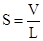 S = V/L